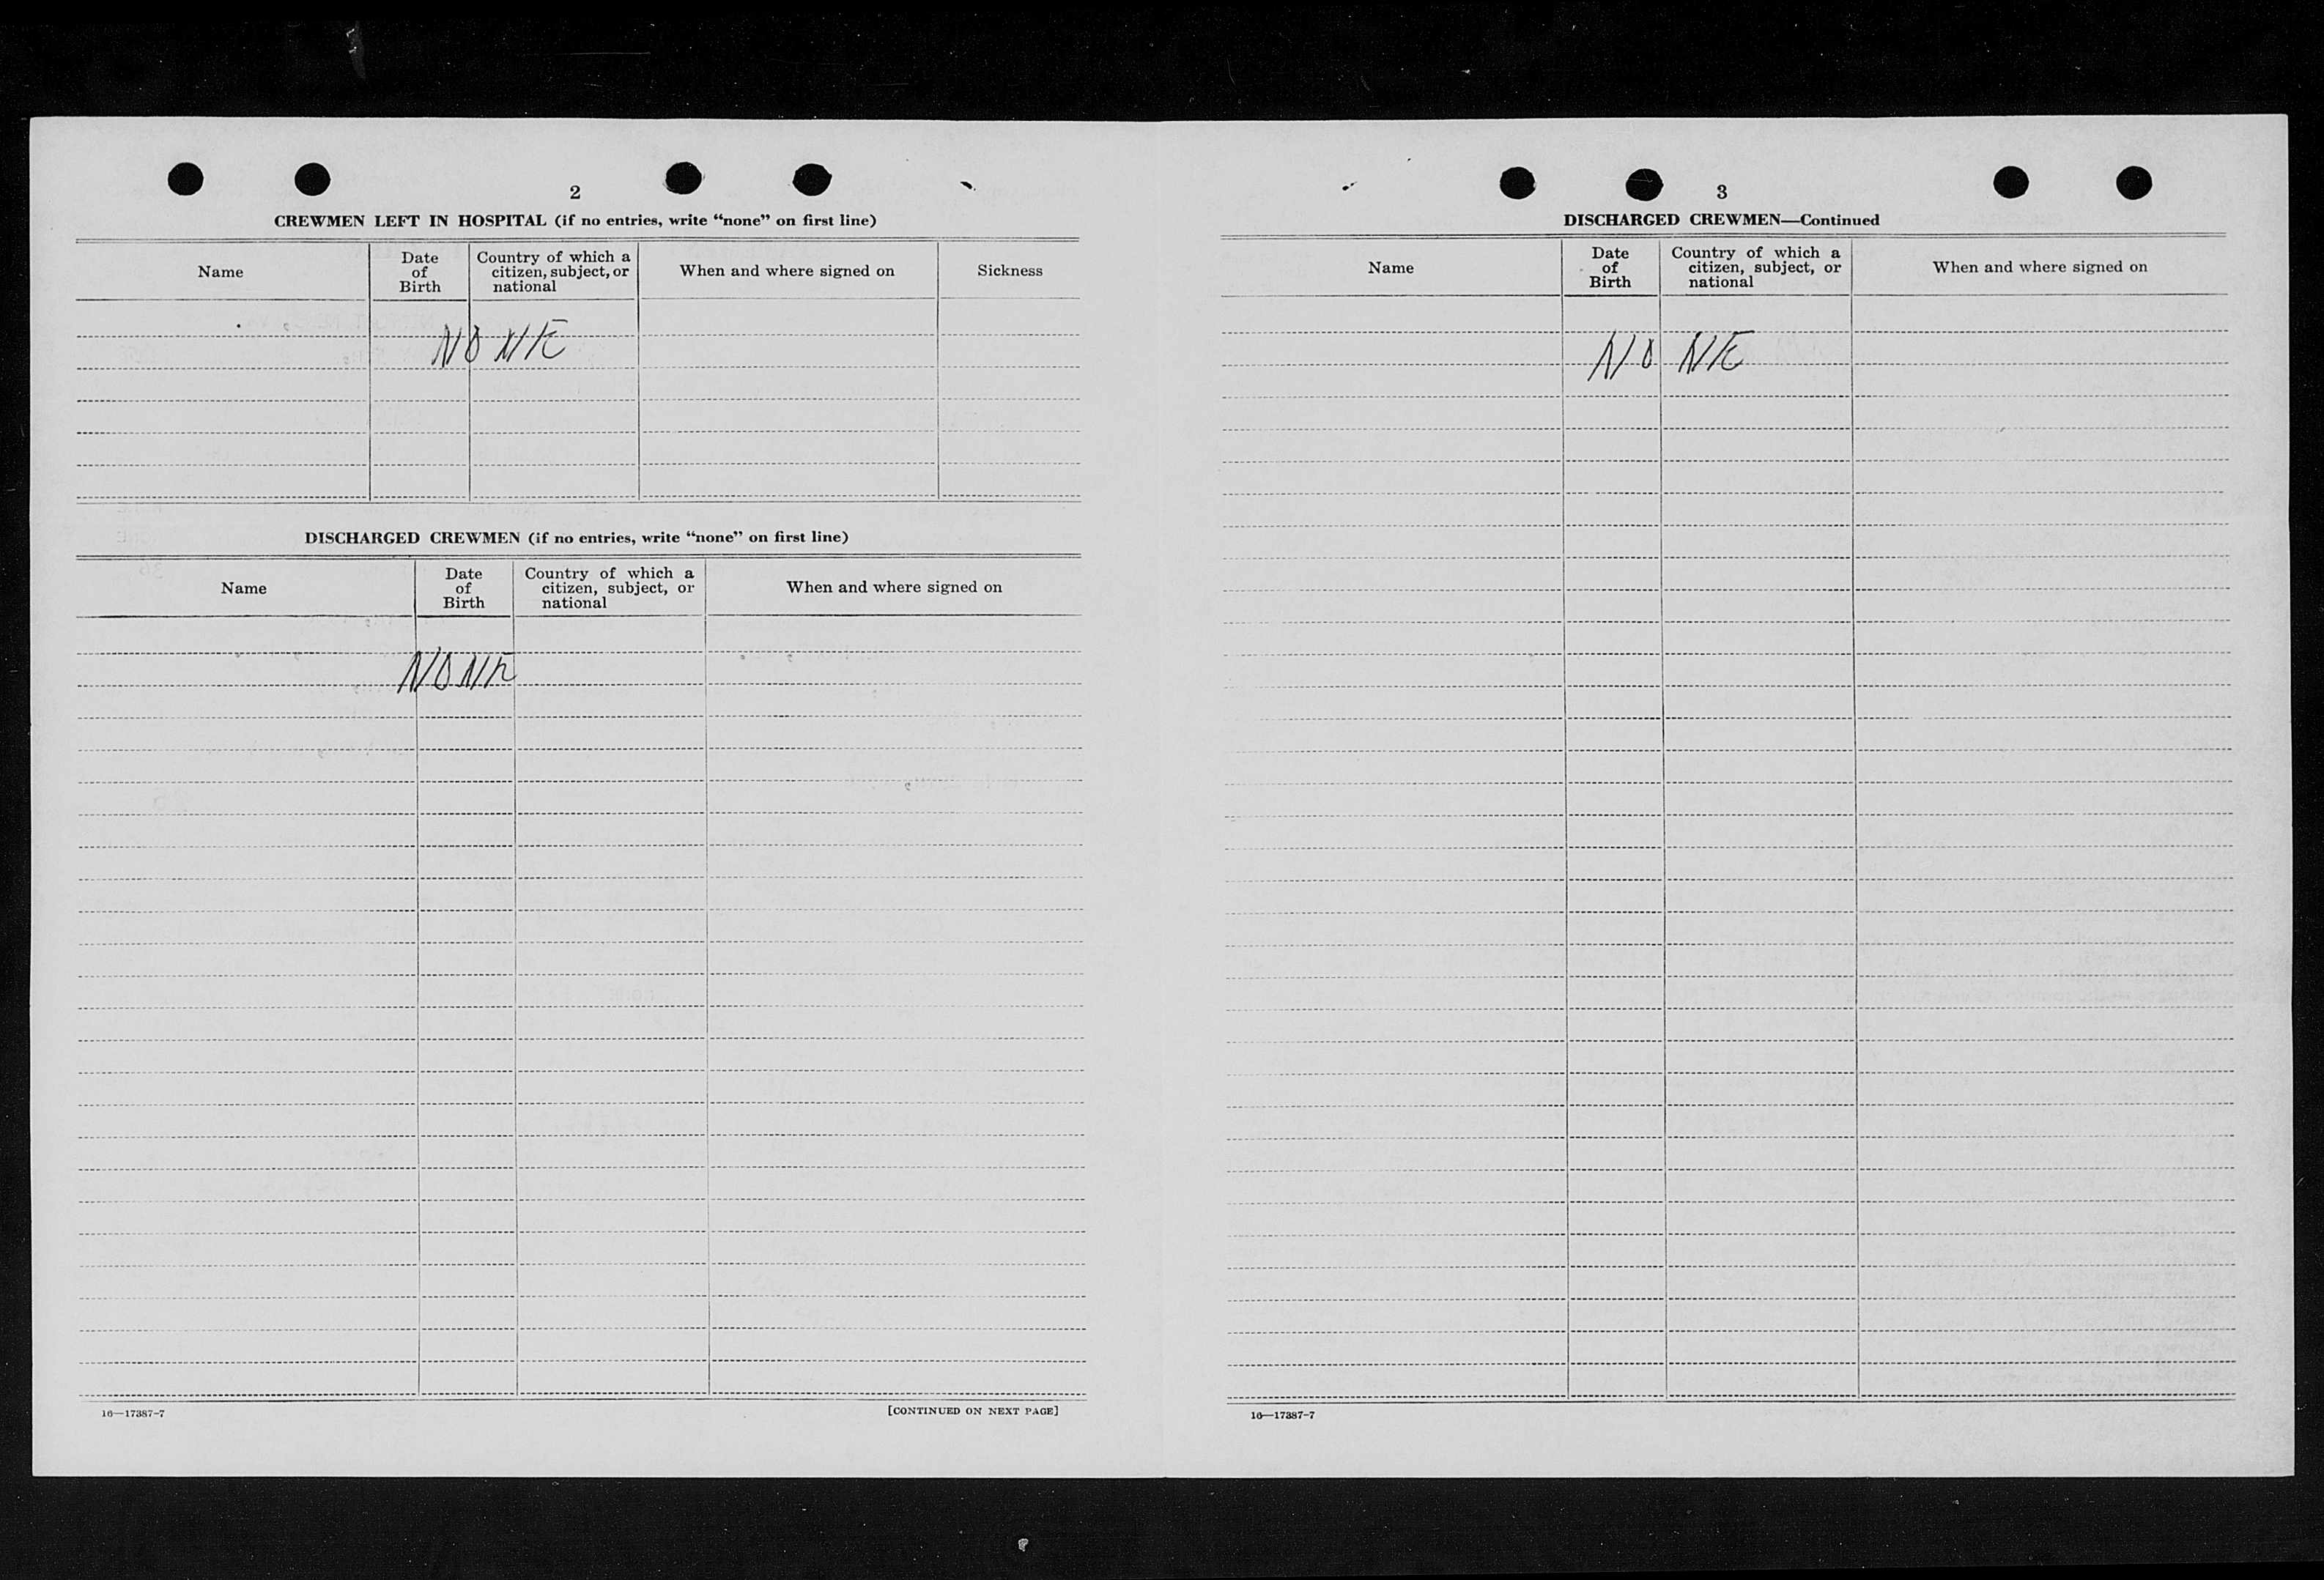 2
CREWMEN LEFT IN HOSPITAL (if no entries, write “none” on first line)
Name
Date of Birth
Country of which a citizen, subject, or national
When and where signed on
Sickness
NONE
DISCHARGED CREWMEN (if no entries, write “none” on first line)
Name
Date of Birth
Country of which a citizen, subject, or national
When and where signed on
NONE
16—17387-7
[CONTINUED ON NEXT PAGE]
3
DISCHARGED CREWMEN—Continued
Name
Date of Birth
Country of which a citizen, subject, or national
When and where signed on
NONE
16—17387-7